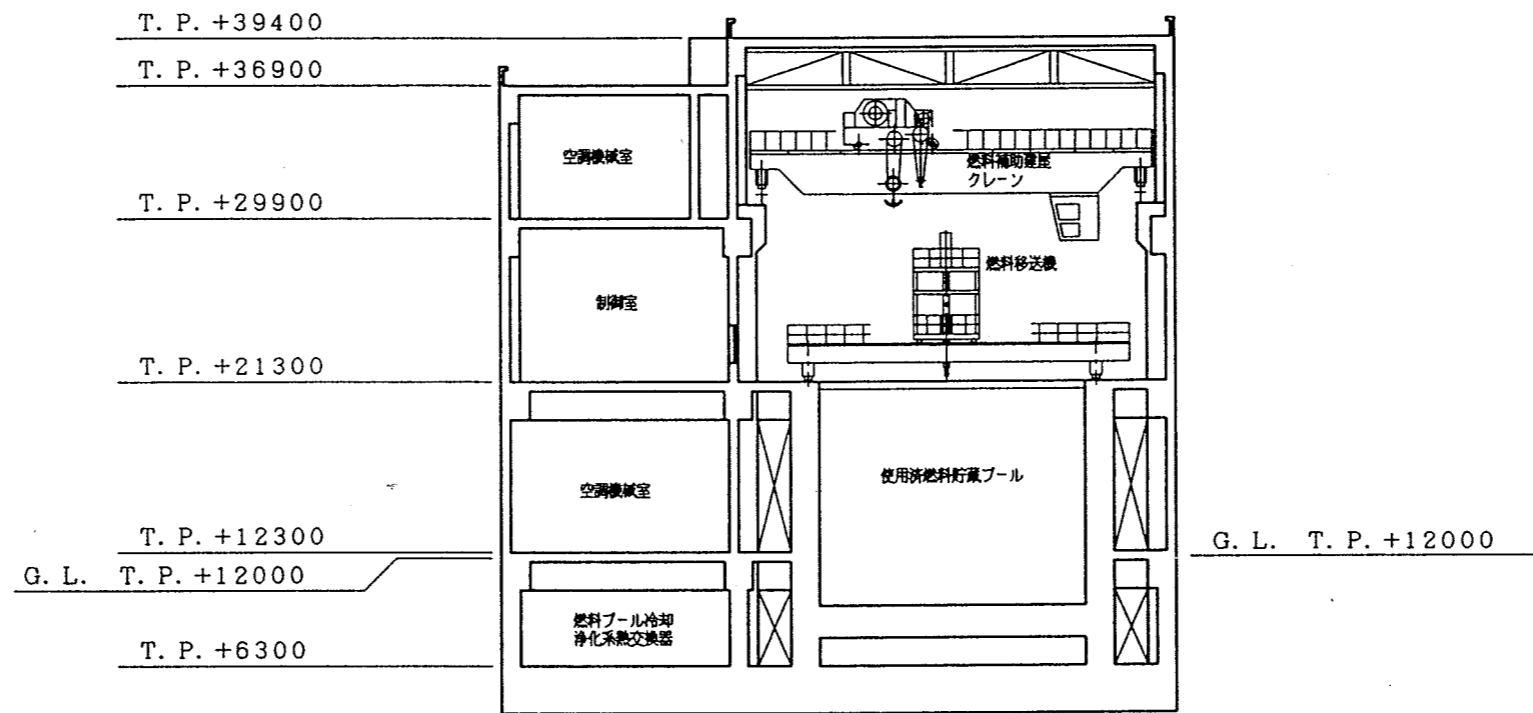 T. P. +39400
T. P. +36900
空調機械室
燃料補助建屋
クレーン
T. P. +29900
燃料移送機
制御室
T. P. +21300
使用済燃料貯蔵プール
空調機械室
T. P. +12300
G. L. T. P. +12000
G. L. T. P. +12000
燃料プール冷却
浄化系熱交換器
T. P. +6300